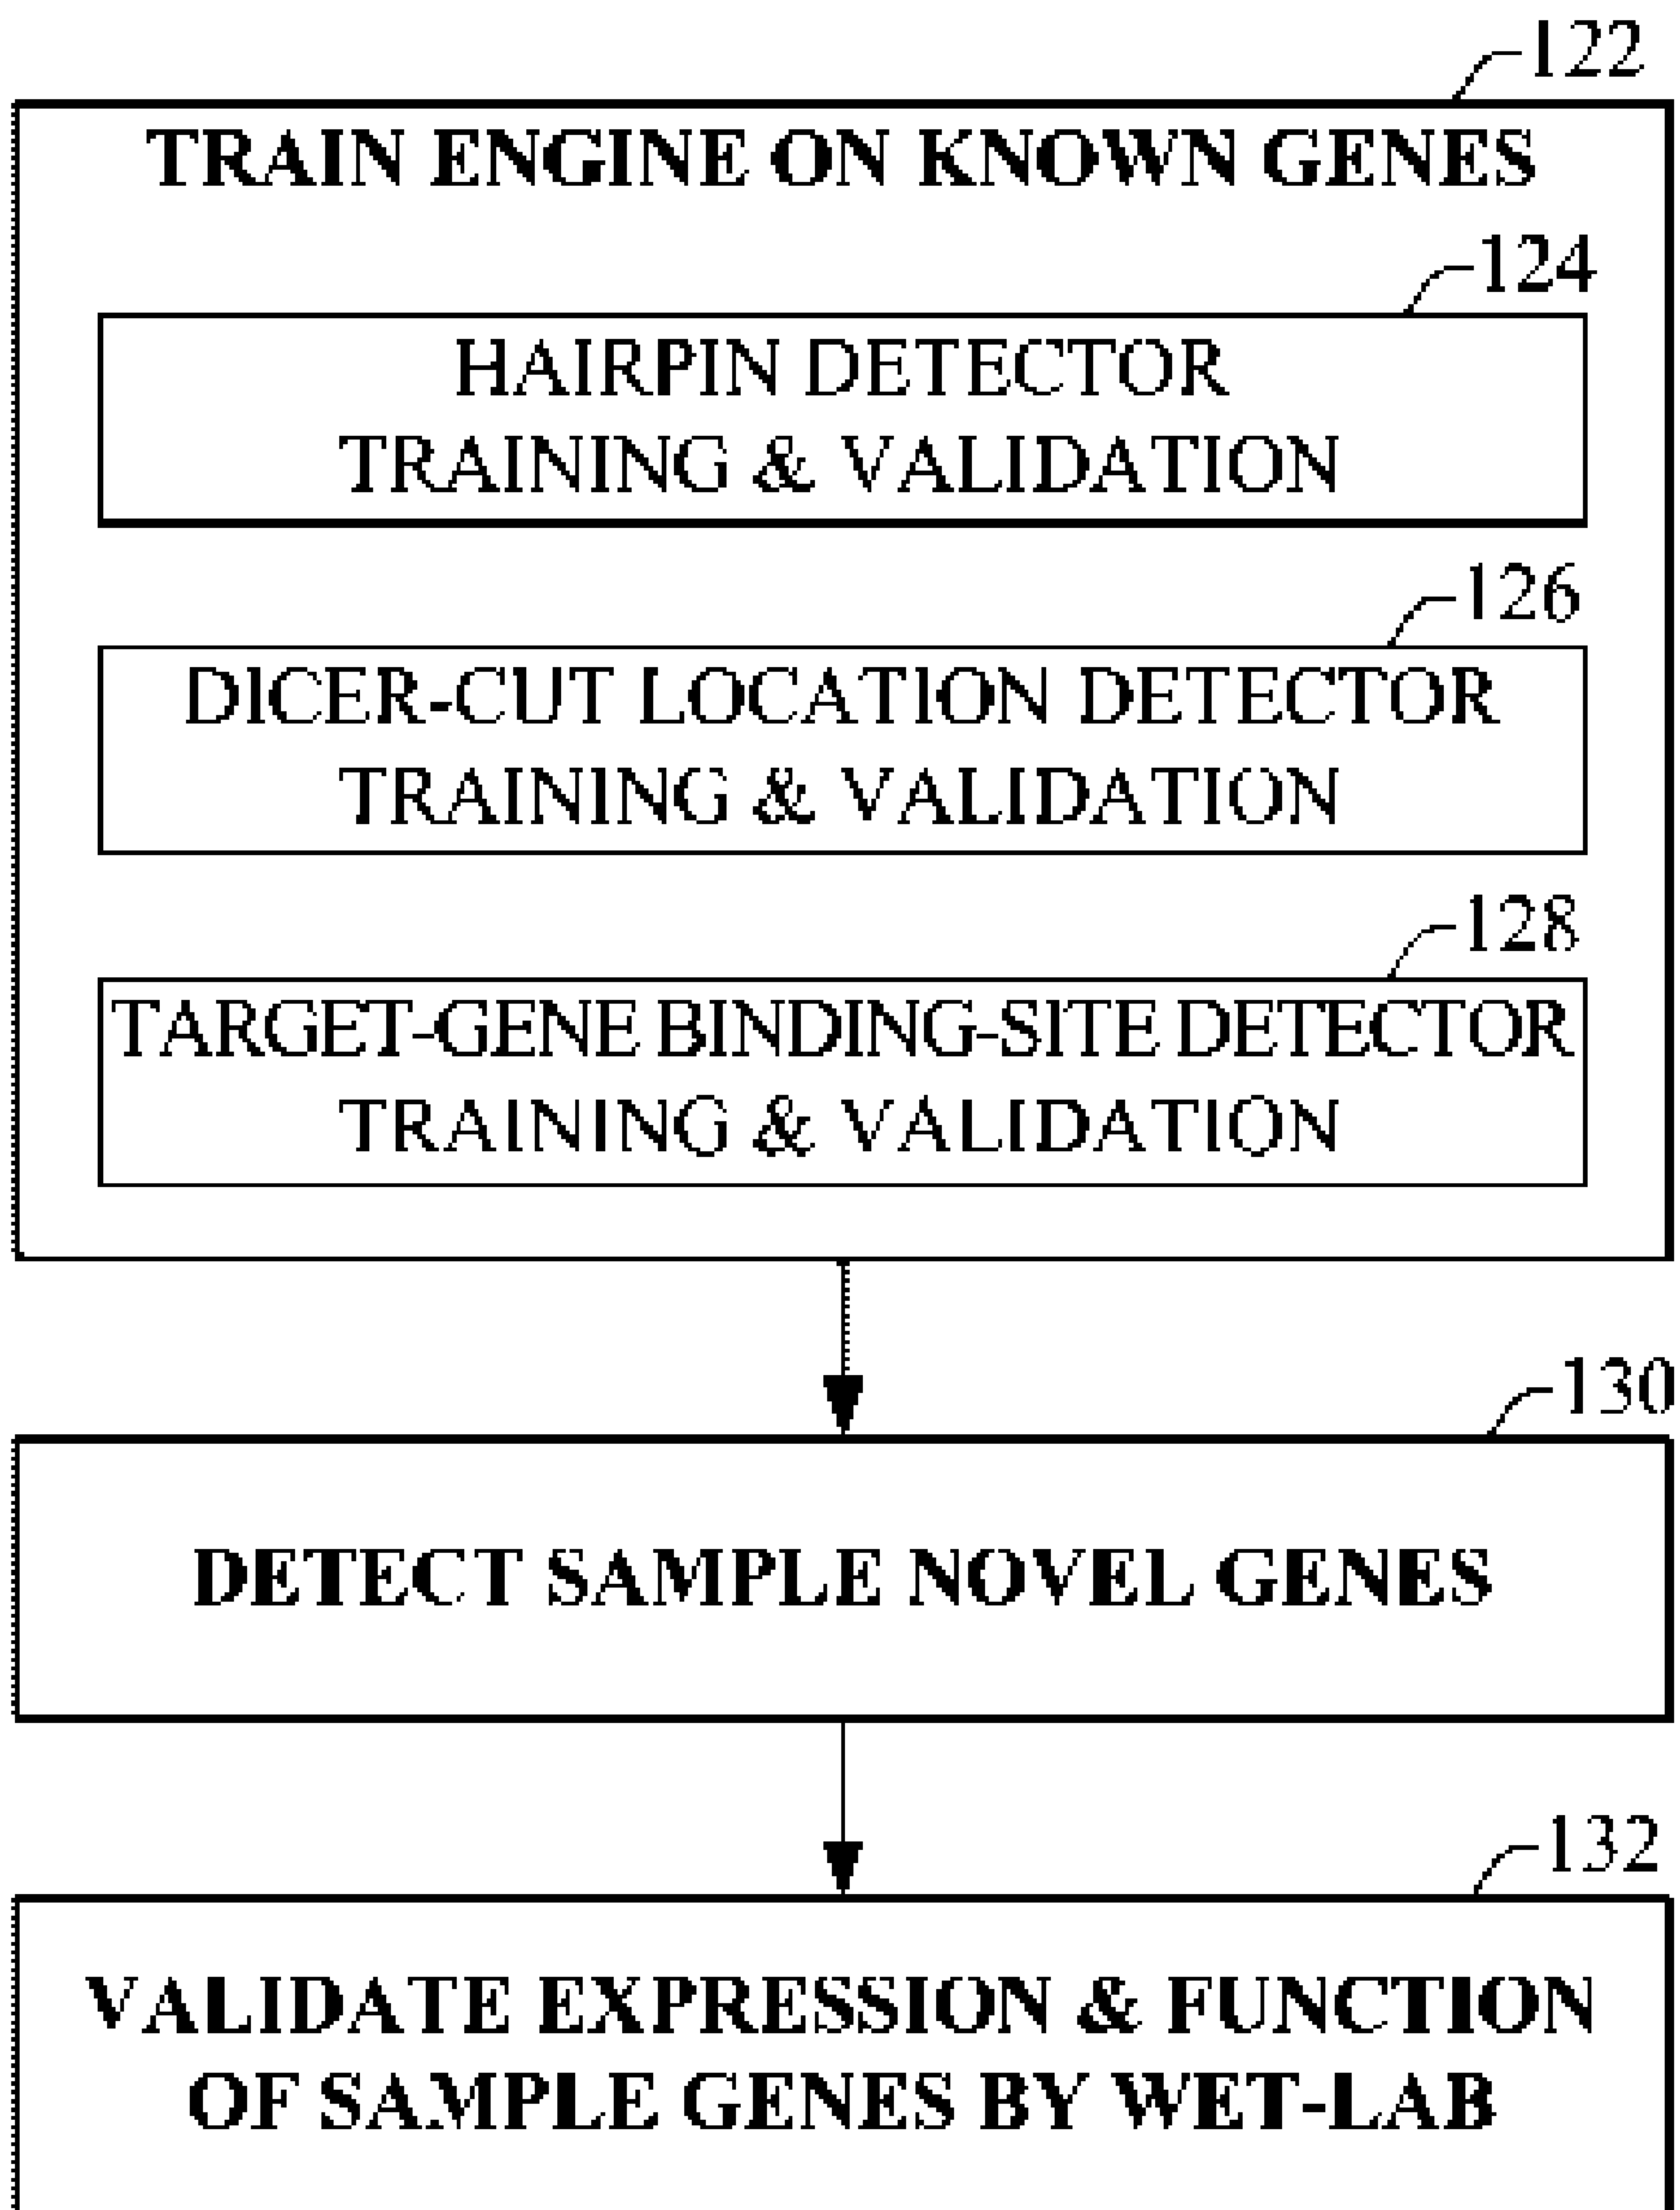 122
TRAIN ENGINE ON KNOWN GENES
124
HAIRPIN DETECTOR
TRAINING & VALIDATION
126
DICER-CUT LOCATION DETECTOR
TRAINING & VALIDATION
128
TARGET-GENE BINDING-SITE DETECTOR
TRAINING & VALIDATION
130
DETECT SAMPLE NOVEL GENES
132
VALIDATE EXPRESSION & FUNCTION
OF SAMPLE GENES BY WET-LAB